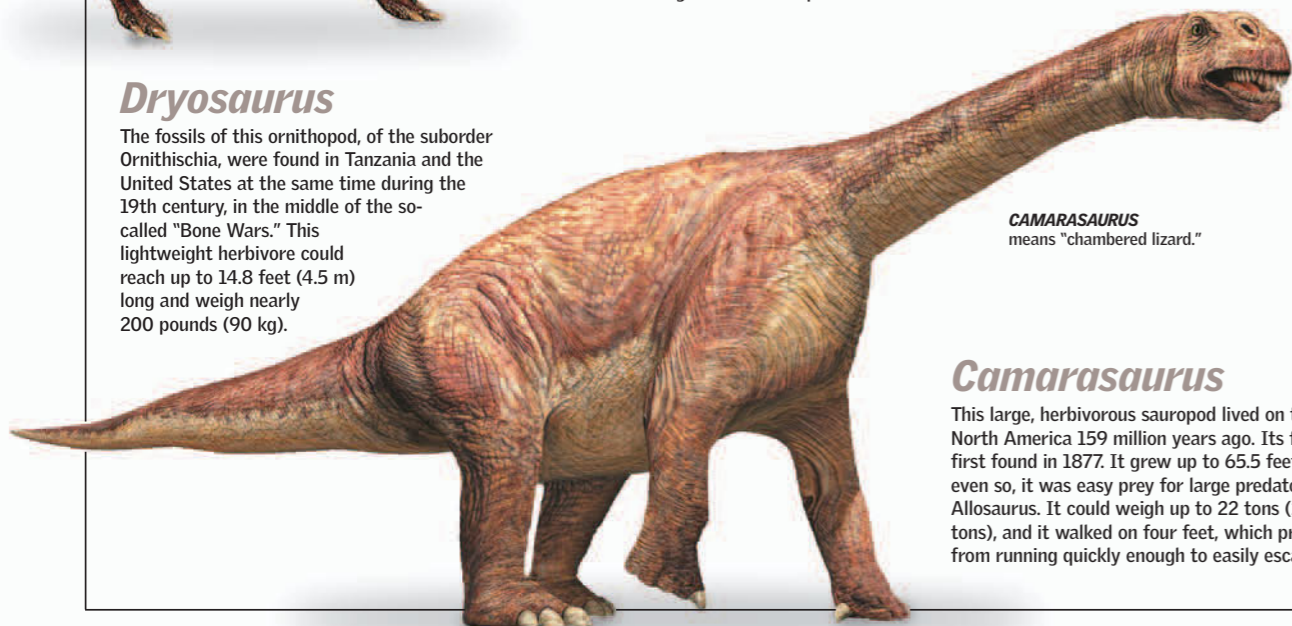 Dryosaurus
The fossils of this ornithopod, of the suborder
Ornithischia, were found in Tanzania and the
United States at the same time during the
19th century, in the middle of the so-
called "Bone Wars." This
lightweight herbivore could
reach up to 14.8 feet (4.5 m)
long and weigh nearly
200 pounds (90 kg).
CAMARASAURUS
means "chambered lizard."
Camarasaurus
This large, herbivorous sauropod lived on
North America 159 million years ago. Its
first found in 1877. It grew up to 65.5 feet
even so, it was easy prey for large
Allosaurus. It could weigh up to 22 tons (
tons), and it walked on four feet, which
from running quickly enough to easily